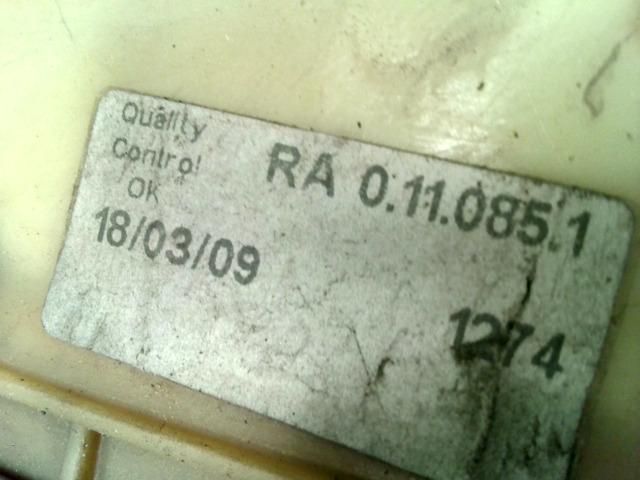 Quality
Control
OK
RA 0.11.085.1
18/03/09
1274